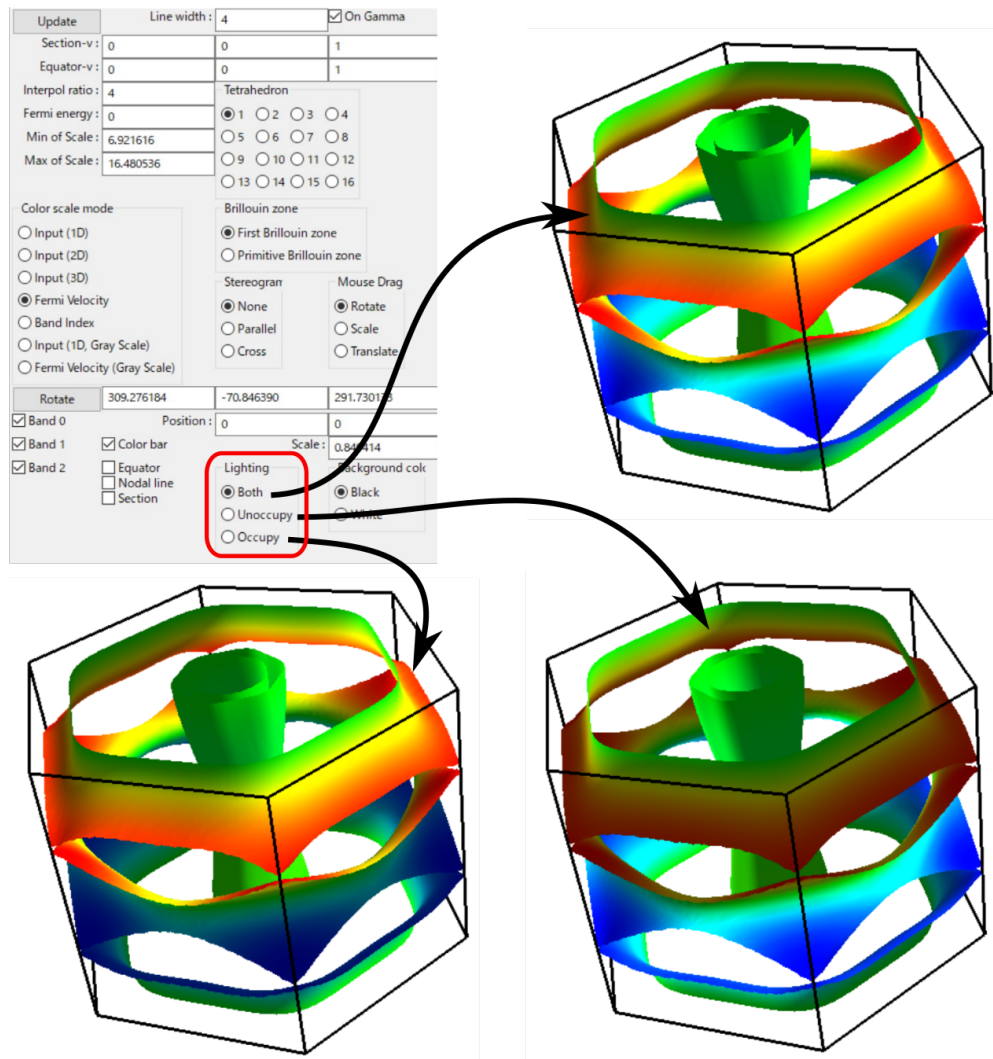 Update Line width : 4 On Gamma
Section-v : 0 0 1
Equator-v : 0 0 1
Interpol ratio : 4 Tetrahedron
Fermi energy : 0 1 2 3 4
Min of Scale : 6.921616 5 6 7 8
Max of Scale : 16.480536 9 10 11 12
13 14 15 16
Color scale mode Brillouin zone
Input (1D) First Brillouin zone
Input (2D) Primitive Brillouin zone
Input (3D) Stereogram Mouse Drag
Fermi Velocity None Rotate
Band Index Parallel Scale
Input (1D, Gray Scale) Cross Translate
Fermi Velocity (Gray Scale)
Rotate 309.276184 -70.846390
Band 0 Position : 0 0
Band 1 Color bar Scale :
Band 2 Equator Lighting Background colo
Nodal line Both Black
Section Unoccupy White
Occupy